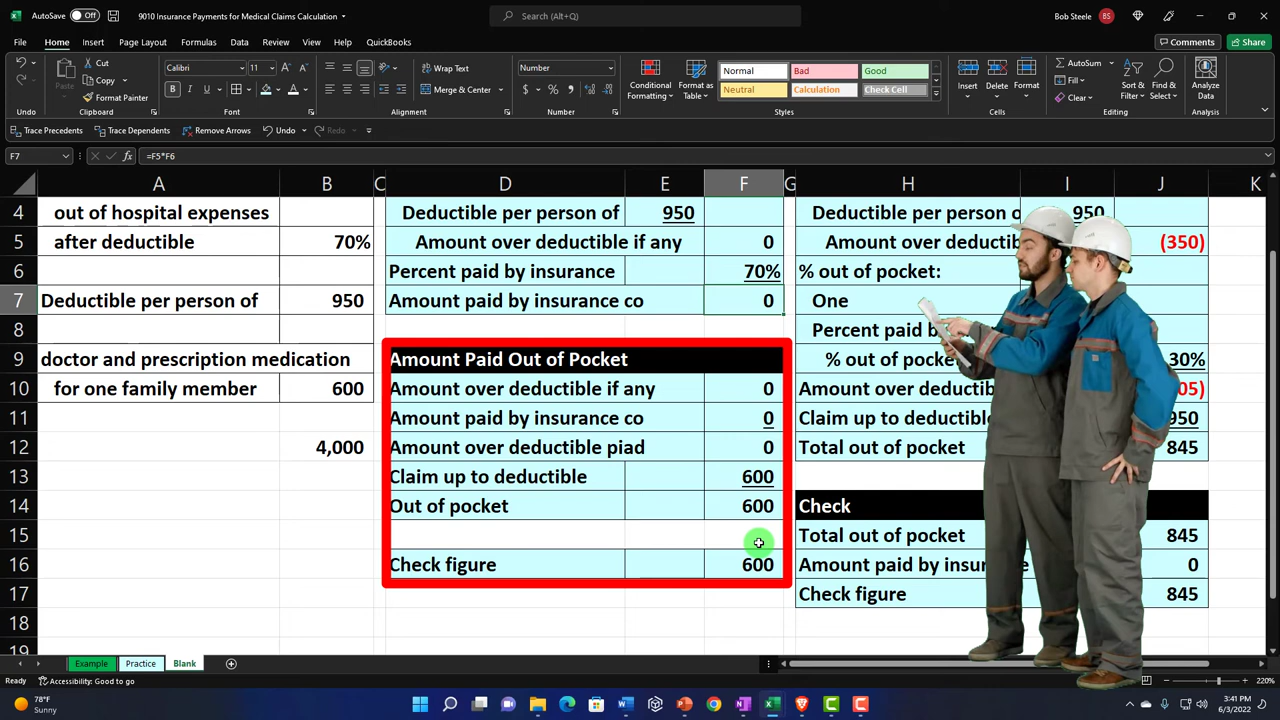 AutoSave Off 9010 Insurance Payments for Medical Claims Calculation Search (Alt+Q) Bob Steele BS
File Home Insert Page Layout Formulas Data Review View Help QuickBooks Comments Share
Cut Calibri 11 Wrap Text Number Normal Bad Good AutoSum
Copy Fill
Paste Format Painter B I U Merge & Center Conditional Formatting Format as Table Neutral Calculation Check Cell Insert Delete Format Clear Sort & Filter Find & Select Analyze Data
Undo Clipboard Font Alignment Number Styles Cells Editing Analysis
Trace Precedents Trace Dependents Remove Arrows Undo Redo
F7 fx =F5*F6
A B C D E F G H I J K
4 out of hospital expenses Deductible per person of 950 Deductible per person o 950
5 after deductible 70% Amount over deductible if any 0 Amount over deductib (350)
6 Percent paid by insurance 70% % out of pocket:
7 Deductible per person of 950 Amount paid by insurance co 0 One
8 Percent paid b
9 doctor and prescription medication Amount Paid Out of Pocket % out of pocke 30%
10 for one family member 600 Amount over deductible if any 0 Amount over deductib 05)
11 Amount paid by insurance co 0 Claim up to deductible 950
12 4,000 Amount over deductible piad 0 Total out of pocket 845
13 Claim up to deductible 600
14 Out of pocket 600 Check
15 Total out of pocket 845
16 Check figure 600 Amount paid by insur e 0
17 Check figure 845
18
Example Practice Blank
Ready Accessibility: Good to go 220%
78°F
Sunny
3:41 PM
6/3/2022